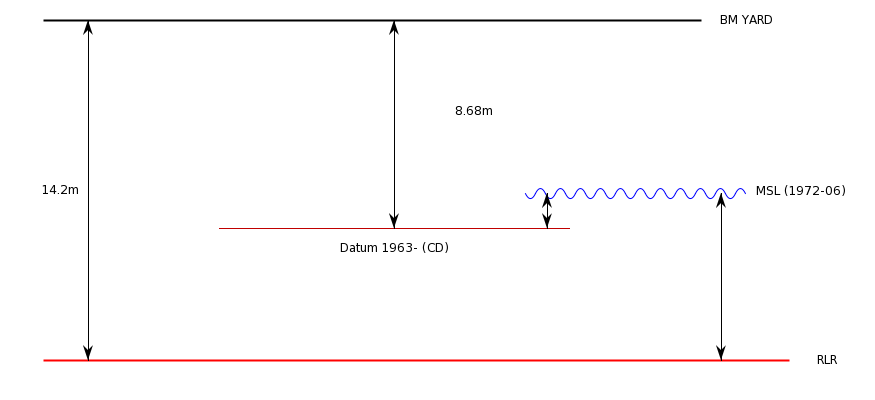 BM YARD
8.68m
14.2m
MSL (1972-06)
Datum 1963- (CD)
RLR